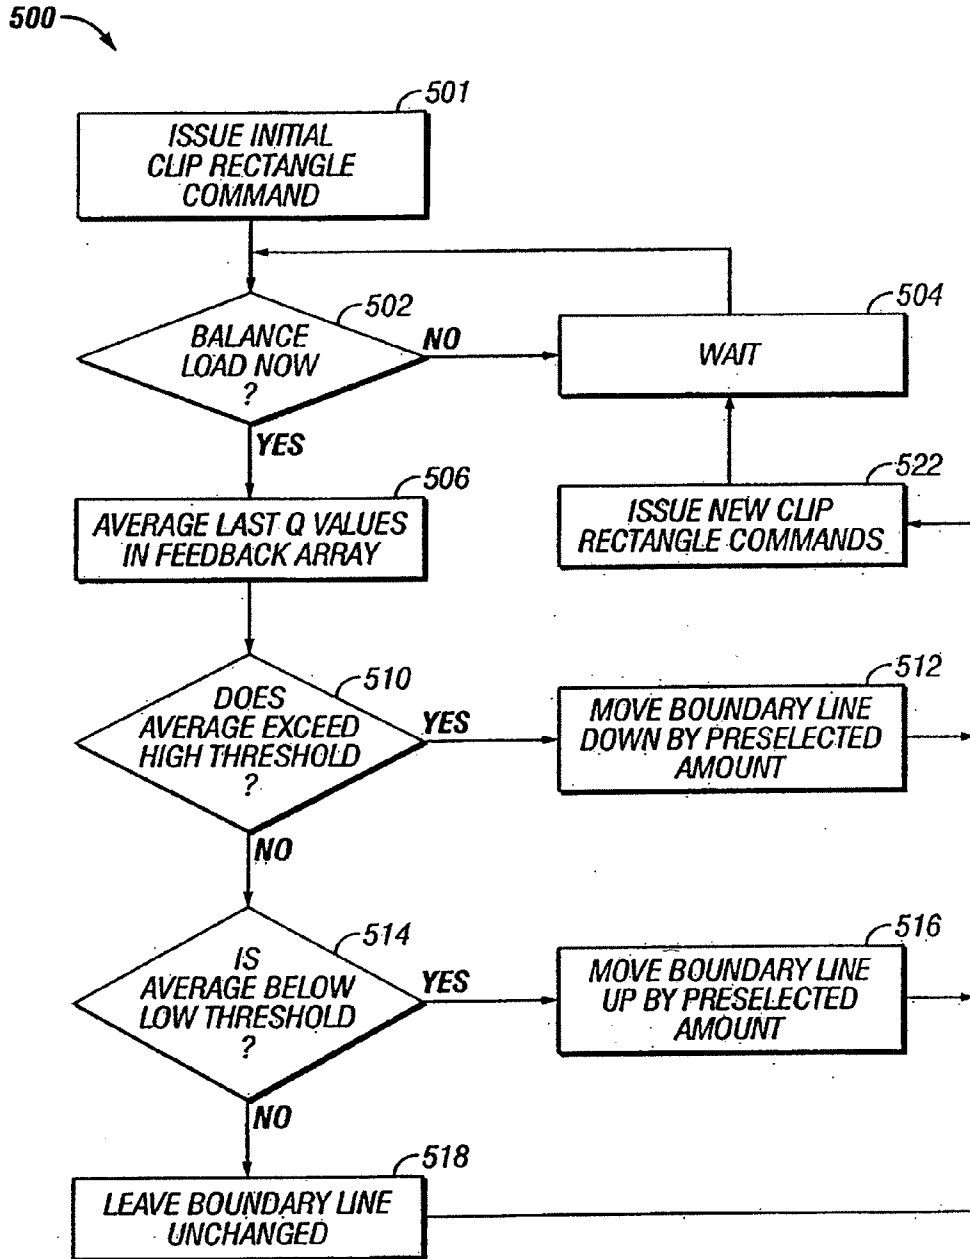 500
501
ISSUE INITIAL
CLIP RECTANGLE
COMMAND
502
BALANCE
LOAD NOW
?
NO
504
WAIT
YES
506
AVERAGE LAST Q VALUES
IN FEEDBACK ARRAY
522
ISSUE NEW CLIP
RECTANGLE COMMANDS
510
DOES
AVERAGE EXCEED
HIGH THRESHOLD
?
YES
512
MOVE BOUNDARY LINE
DOWN BY PRESELECTED
AMOUNT
NO
514
IS
AVERAGE BELOW
LOW THRESHOLD
?
YES
516
MOVE BOUNDARY LINE
UP BY PRESELECTED
AMOUNT
NO
518
LEAVE BOUNDARY LINE
UNCHANGED